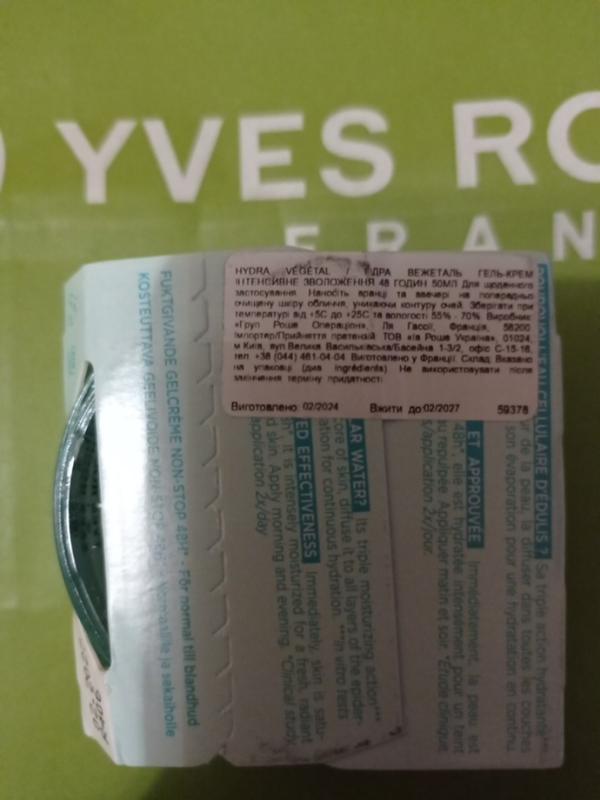 YVES RO
FRAN
HYDRA VEGETAL / ГІДРА ВЕЖЕТАЛЬ ГЕЛЬ-КРЕМ
ІНТЕНСИВНЕ ЗВОЛОЖЕННЯ 48 ГОДИН 50МЛ Для щоденного
застосування. Наносіть вранці та ввечері на попередньо
очищену шкіру обличчя, уникаючи контуру очей. Зберігати при
температурі від +5С до +25С та вологості 55% - 70%. Виробник:
«Груп Роше Операціон», Ля Гассії, Франція, 56200
Імпортер/Прийняття претензій ТОВ «Ів Роше Україна», 01024,
м Київ, вул Велика Васильківська/Басейна 1-3/2, офіс С-15-16,
тел +38 (044) 461-04-04. Виготовлено у Франції. Склад: Вказано
на упаковці (див Ingrédients) Не використовувати після
закінчення терміну придатності
Виготовлено 02/2024 Вжити до:02/2027 59378
FUKTGIVANDE GELCRÈME NON-STOP 48H* - För normal till blandhud
KOSTEUTTAVA GEELIVOIDE NON-STOP ja sekaiholle
AR WATER? Its triple moisturizing action***
core of skin, diffuse it to all layers of the epider-
ation for continuous hydration. ***In vitro tests
ED EFFECTIVENESS Immediately, skin is satu-
it is intensely moisturized for a fresh, radiant
d skin. Apply morning and evening. *Clinical study,
application 2x/day
CELLULAIRE D'ÉDULIS ? Sa triple action hydratante***
ur de la peau, la diffuser dans toutes les couches
son évaporation pour une hydratation en continu.
ET APPROUVÉE Immédiatement, la peau est
48h*, elle est hydratée intensément, pour un teint
u repulpée. Appliquer matin et soir. *Étude clinique,
s/application 2x/jour.